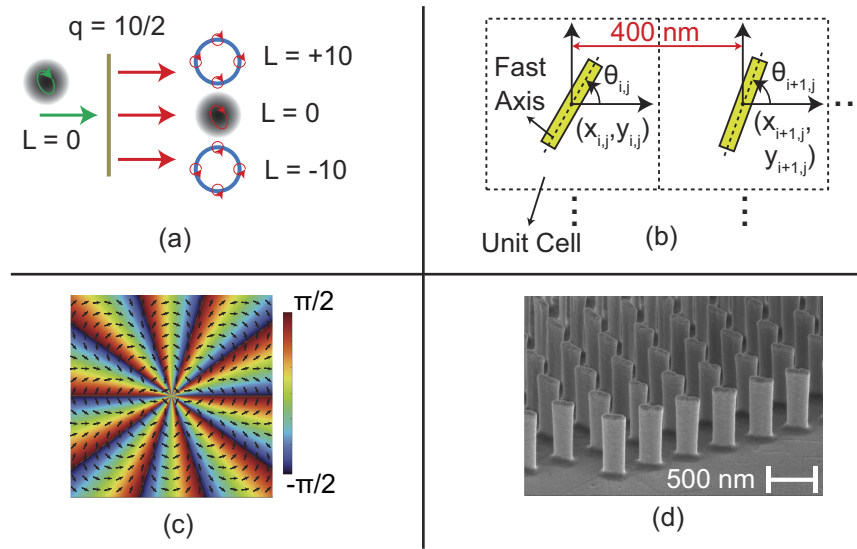 q = 10/2
L = +10
L = 0
L = 0
L = -10
(a)
400 nm
Fast
Axis
θi,j
θi+1,j
(xi,j,yi,j)
(xi+1,j,
yi+1,j)
Unit Cell
(b)
π/2
-π/2
(c)
500 nm
(d)